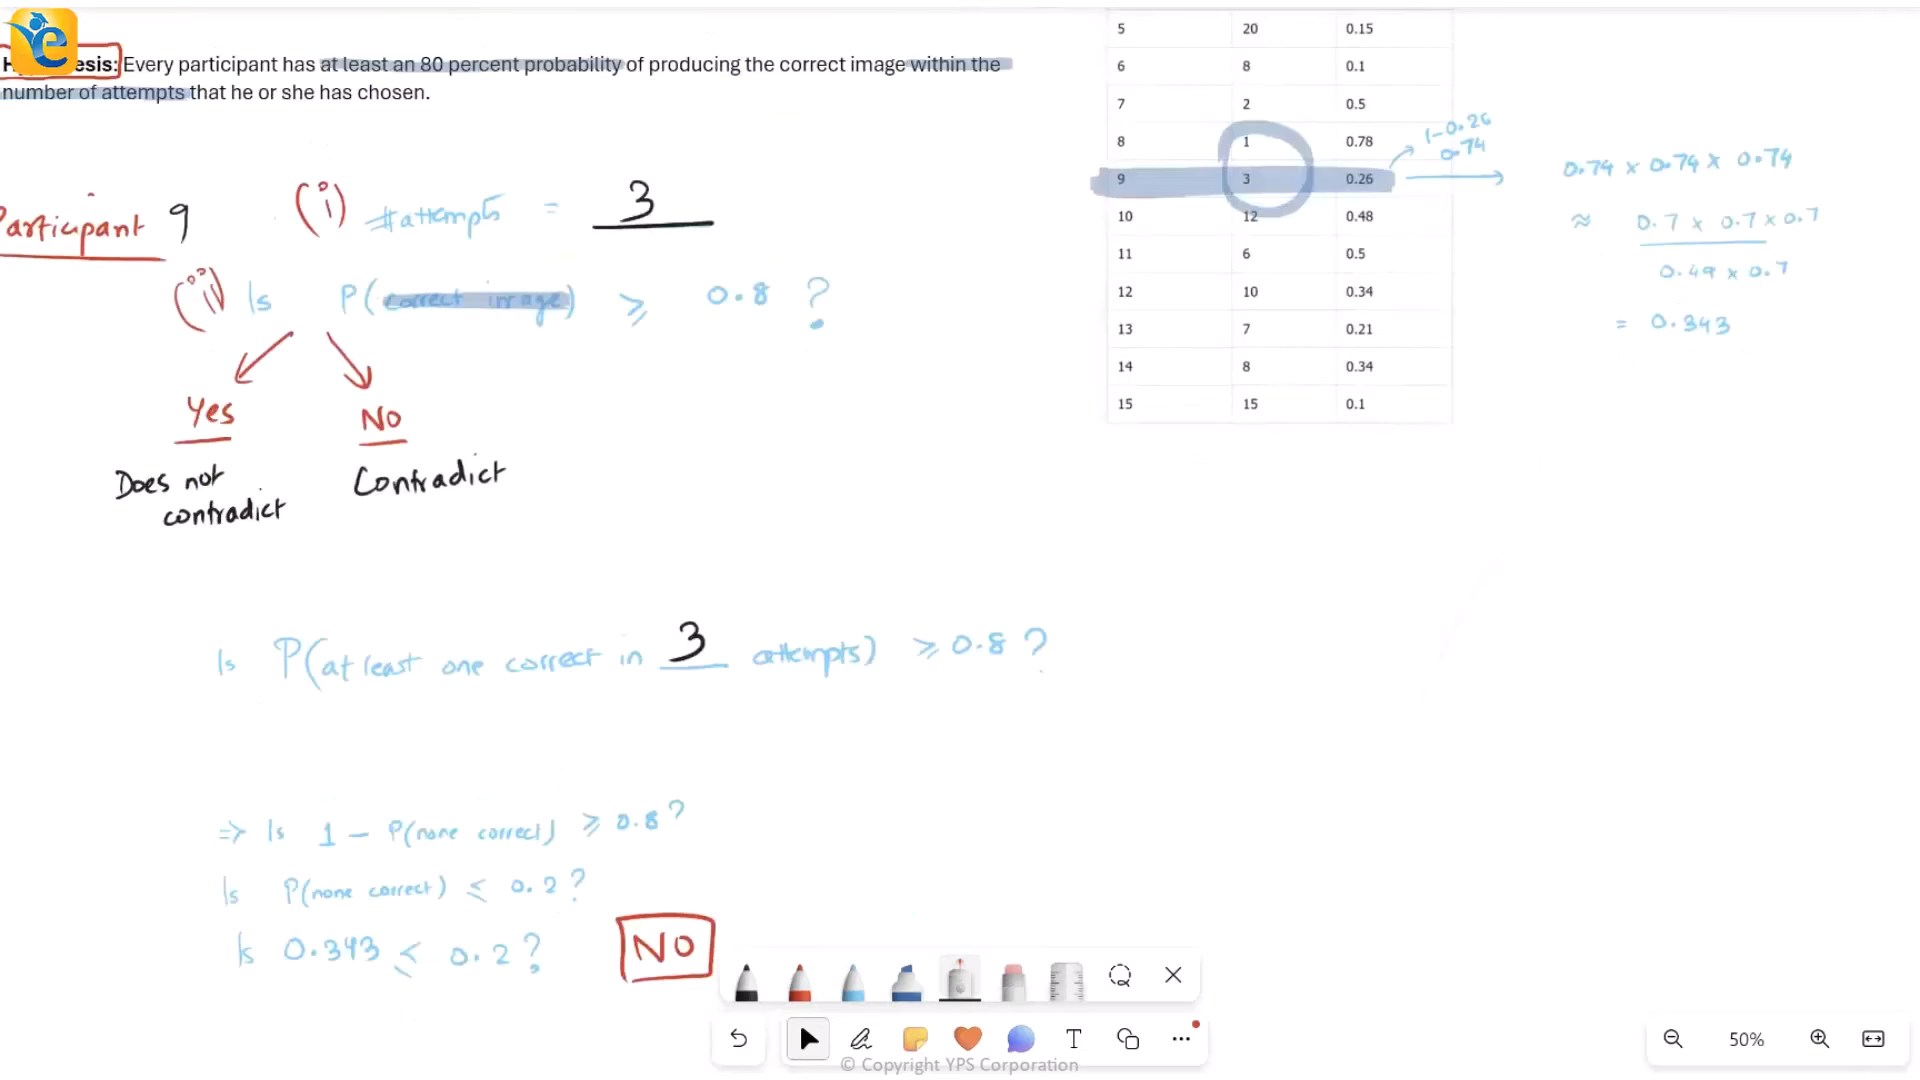 esis: Every participant has at least an 80 percent probability of producing the correct image within the
number of attempts that he or she has chosen.
5 20 0.15
6 8 0.1
7 2 0.5
8 1 0.78
9 3 0.26
10 12 0.48
11 6 0.5
12 10 0.34
13 7 0.21
14 8 0.34
15 15 0.1
1-0.26
0.74
0.74 x 0.74 x 0.74
≈ 0.7 x 0.7 x 0.7
0.49 x 0.7
= 0.343
Participant 9 (i) #attempts = 3
(ii) Is P(correct image) ≥ 0.8 ?
Yes No
Does not contradict
Contradict
Is P(at least one correct in 3 attempts) ≥ 0.8 ?
=> Is 1 - P(none correct) ≥ 0.8 ?
Is P(none correct) ≤ 0.2 ?
Is 0.343 ≤ 0.2 ? NO
T
50%
© Copyright YPS Corporation